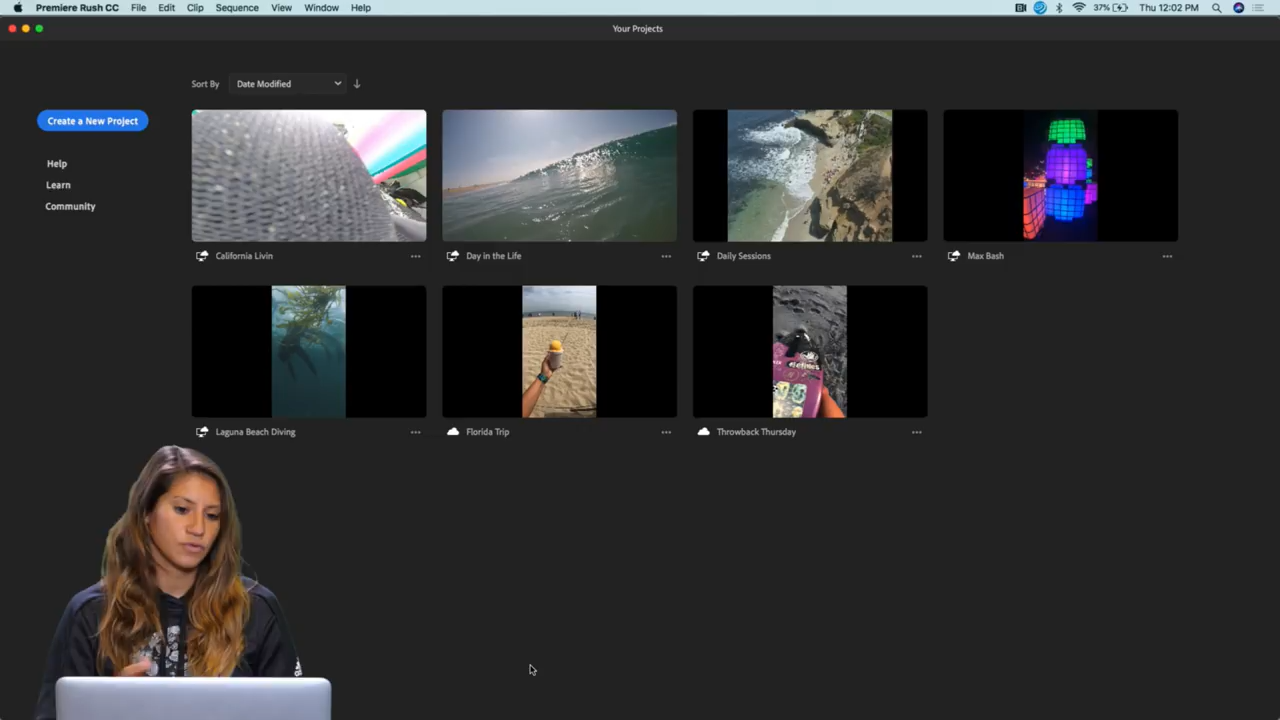 Premiere Rush CC File Edit Clip Sequence View Window Help 37% Thu 12:02 PM
Your Projects
Sort By Date Modified
Create a New Project
Help
Learn
Community
California Livin
Day in the Life
Daily Sessions
Max Bash
Laguna Beach Diving
Florida Trip
Throwback Thursday